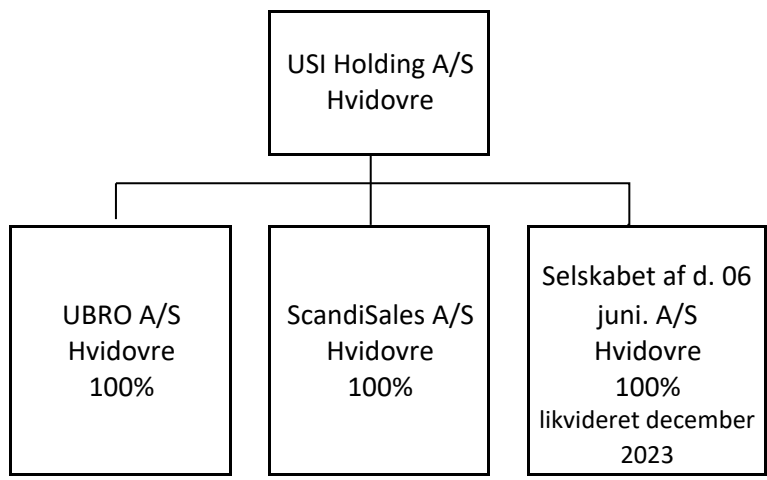 USI Holding A/S
Hvidovre
UBRO A/S
Hvidovre
100%
ScandiSales A/S
Hvidovre
100%
Selskabet af d. 06
juni. A/S
Hvidovre
100%
likvideret december
2023